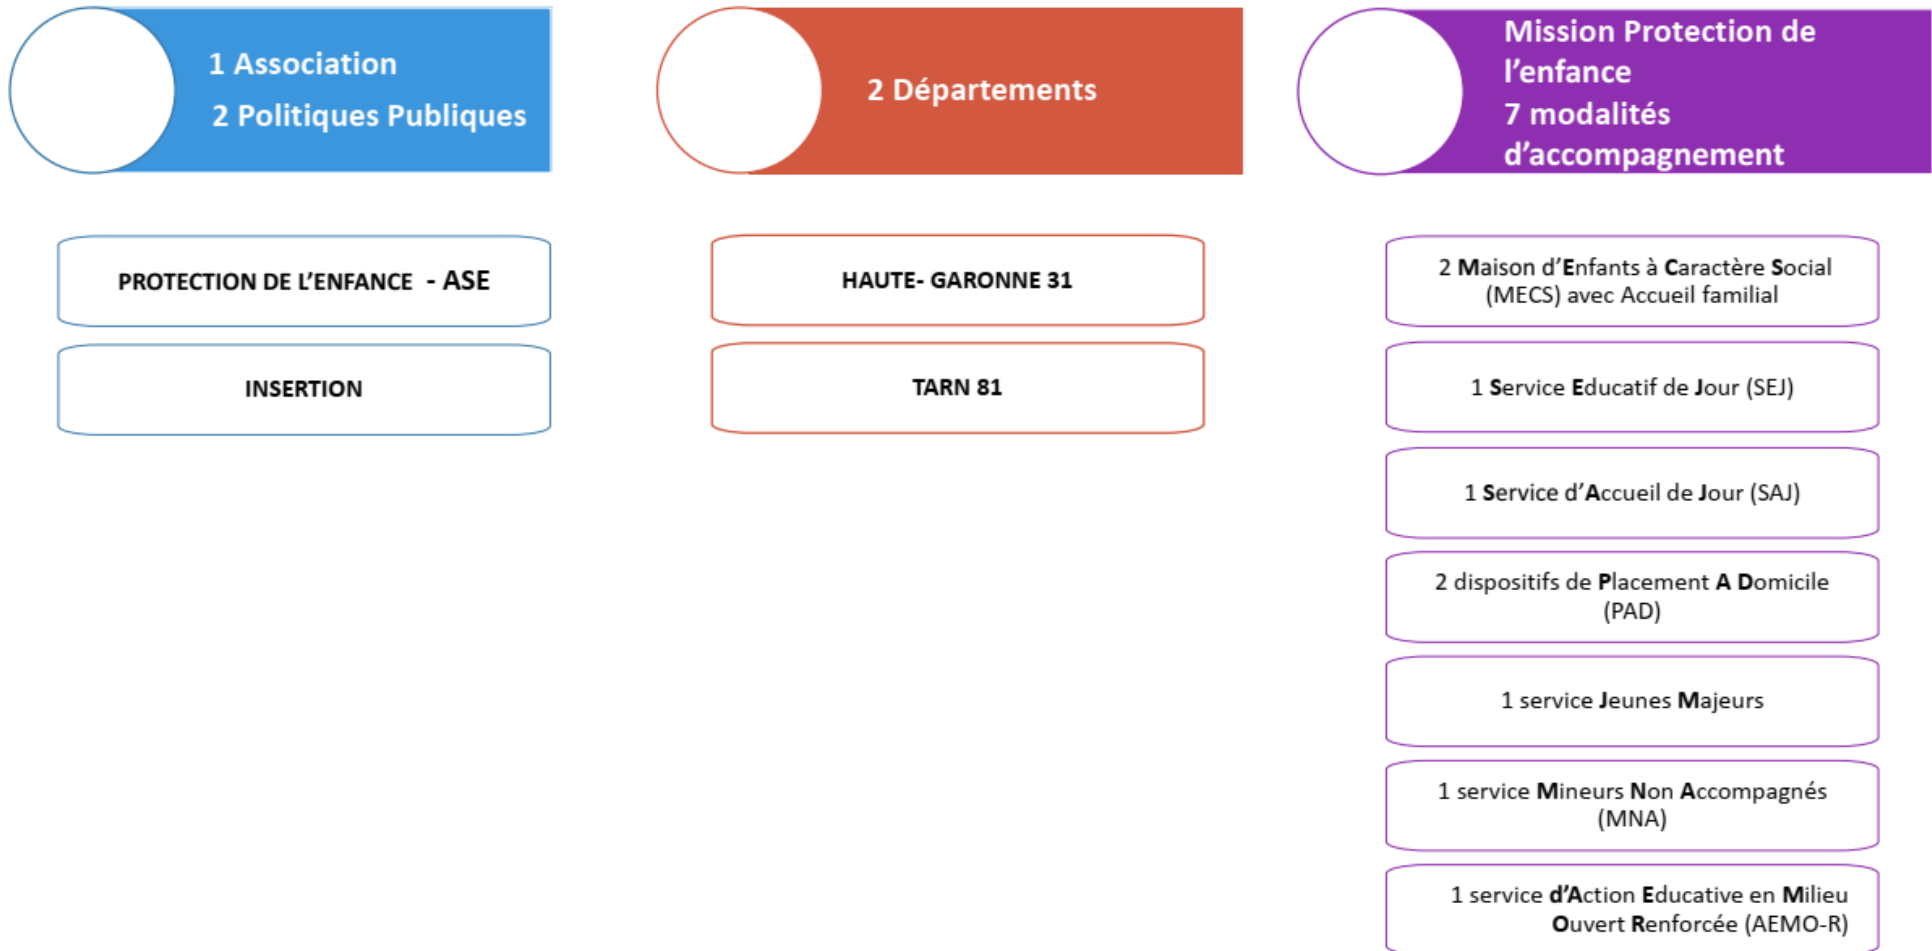 1 Association
2 Politiques Publiques
PROTECTION DE L’ENFANCE - ASE
INSERTION
2 Départements
HAUTE- GARONNE 31
TARN 81
Mission Protection de
l’enfance
7 modalités
d’accompagnement
2 Maison d’Enfants à Caractère Social
(MECS) avec Accueil familial
1 Service Educatif de Jour (SEJ)
1 Service d’Accueil de Jour (SAJ)
2 dispositifs de Placement A Domicile
(PAD)
1 service Jeunes Majeurs
1 service Mineurs Non Accompagnés
(MNA)
1 service d’Action Educative en Milieu
Ouvert Renforcée (AEMO-R)